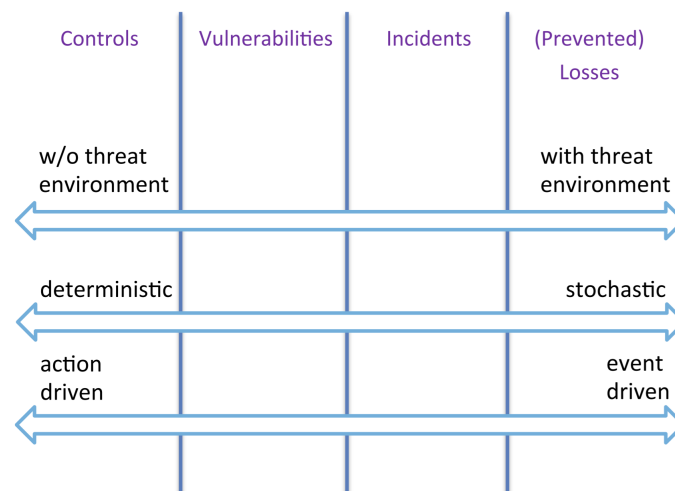 Controls
Vulnerabilities
Incidents
(Prevented)
Losses
w/o threat
environment
with threat
environment
deterministic
stochastic
action
driven
event
driven